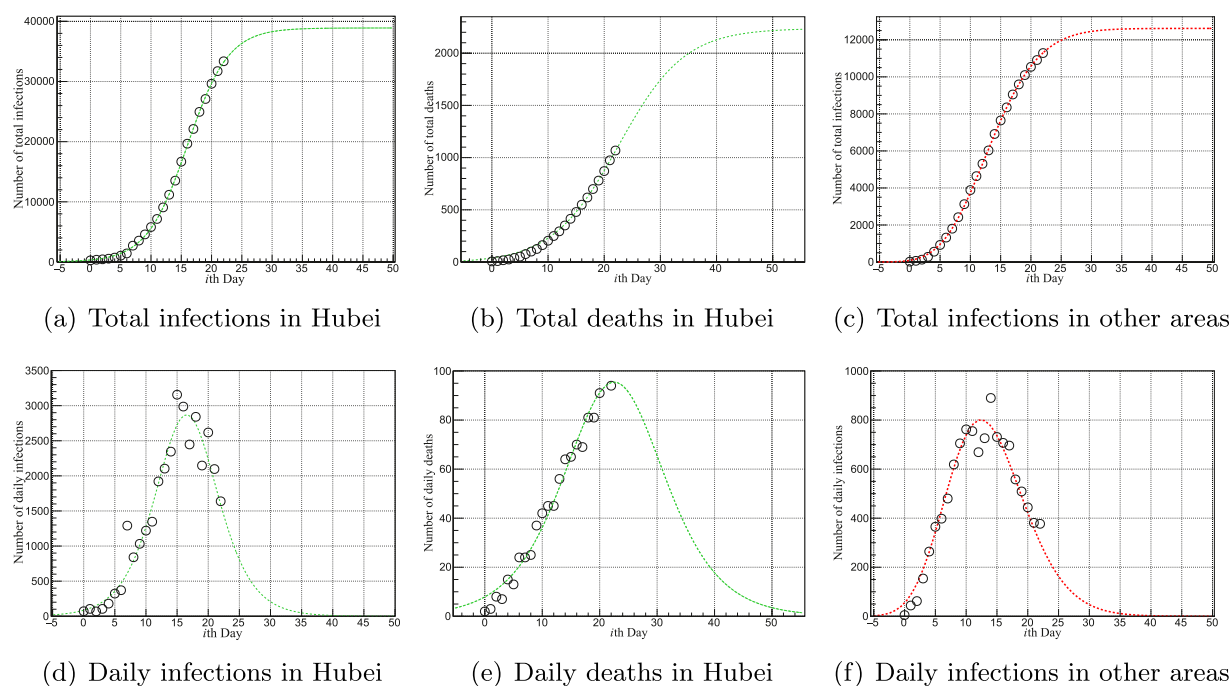 40000
30000
20000
10000
0
Number of total infections
−5 0 5 10 15 20 25 30 35 40 45 50
ith Day
(a) Total infections in Hubei
2000
1500
1000
500
0
Number of total deaths
0 10 20 30 40 50
ith Day
(b) Total deaths in Hubei
12000
10000
8000
6000
4000
2000
0
Number of total infections
−5 0 5 10 15 20 25 30 35 40 45 50
ith Day
(c) Total infections in other areas
3500
3000
2500
2000
1500
1000
500
0
Number of daily infections
−5 0 5 10 15 20 25 30 35 40 45 50
ith Day
(d) Daily infections in Hubei
100
80
60
40
20
0
Number of daily deaths
0 10 20 30 40 50
ith Day
(e) Daily deaths in Hubei
1000
800
600
400
200
0
Number of daily infections
−5 0 5 10 15 20 25 30 35 40 45 50
ith Day
(f) Daily infections in other areas